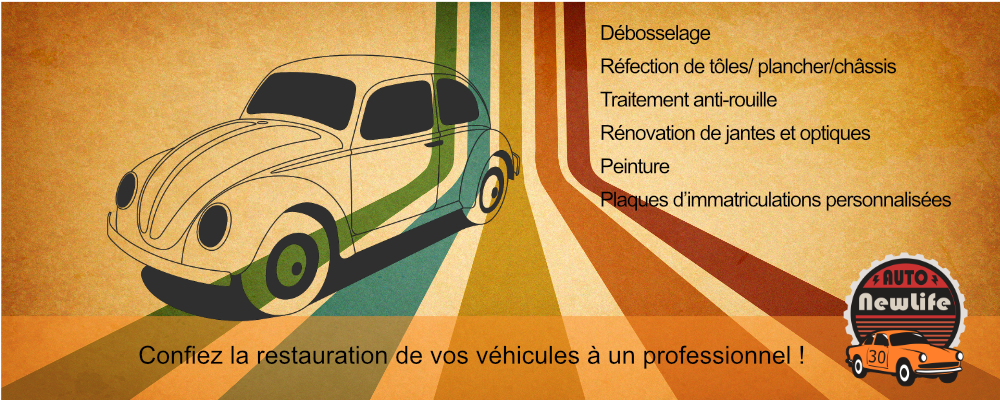 Débosselage
Réfection de tôles/ plancher/châssis
Traitement anti-rouille
Rénovation de jantes et optiques
Peinture
Plaques d’immatriculations personnalisées
AUTO
NewLife
30
Confiez la restauration de vos véhicules à un professionnel !